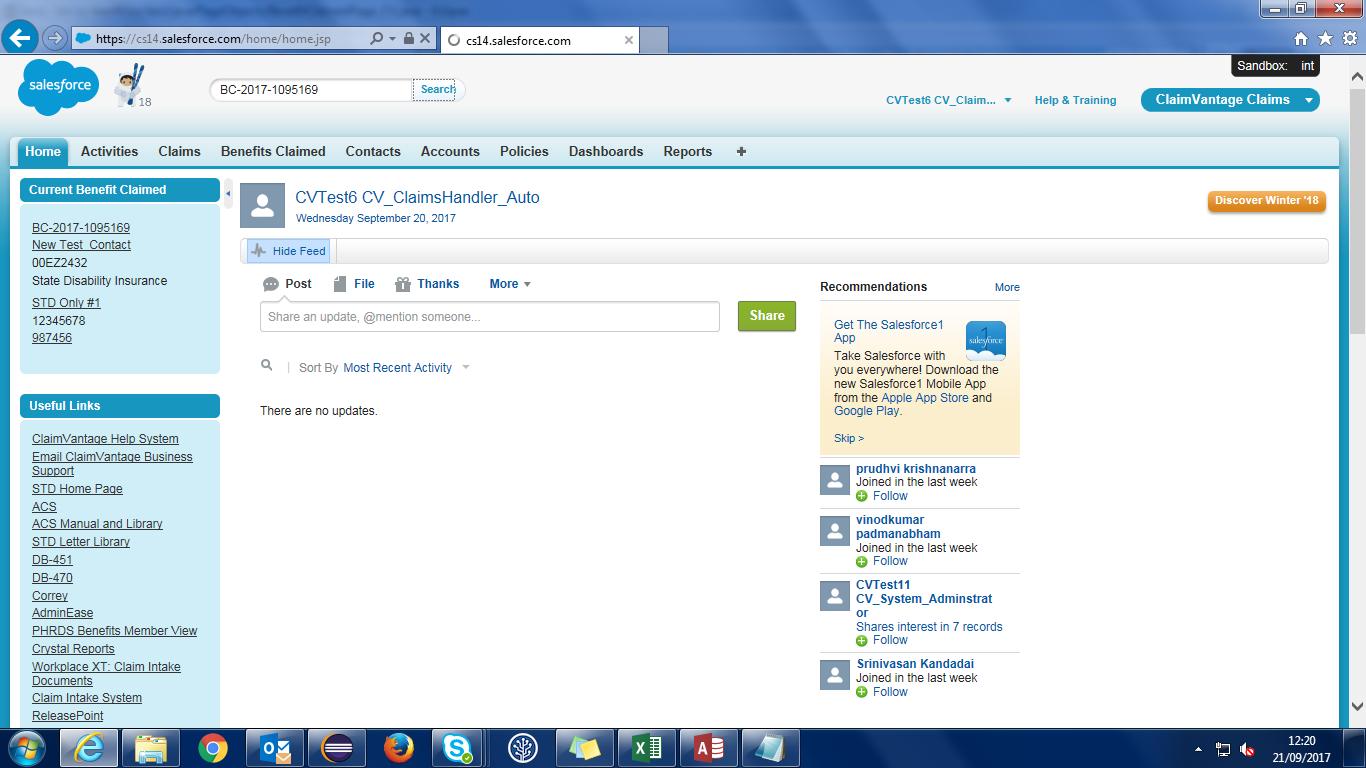 https://cs14.salesforce.com/home/home.jsp
cs14.salesforce.com
salesforce
18
BC-2017-1095169
Search
Sandbox: int
CVTest6 CV_Claim...
Help & Training
ClaimVantage Claims
Home
Activities
Claims
Benefits Claimed
Contacts
Accounts
Policies
Dashboards
Reports
Current Benefit Claimed
BC-2017-1095169
New Test_Contact
00EZ2432
State Disability Insurance
STD Only #1
12345678
987456
Useful Links
ClaimVantage Help System
Email ClaimVantage Business
Support
STD Home Page
ACS
ACS Manual and Library
STD Letter Library
DB-451
DB-470
Correy
AdminEase
PHRDS Benefits Member View
Crystal Reports
Workplace XT: Claim Intake
Documents
Claim Intake System
ReleasePoint
CVTest6 CV_ClaimsHandler_Auto
Wednesday September 20, 2017
Discover Winter '18
Hide Feed
Post
File
Thanks
More
Share an update, @mention someone...
Share
Sort By Most Recent Activity
There are no updates.
Recommendations
More
Get The Salesforce1
App
salesforce
1
Take Salesforce with
you everywhere! Download the
new Salesforce1 Mobile App
from the Apple App Store and
Google Play.
Skip >
prudhvi krishnanarra
Joined in the last week
Follow
vinodkumar
padmanabham
Joined in the last week
Follow
CVTest11
CV_System_Adminstrat
or
Shares interest in 7 records
Follow
Srinivasan Kandadai
Joined in the last week
Follow
12:20
21/09/2017